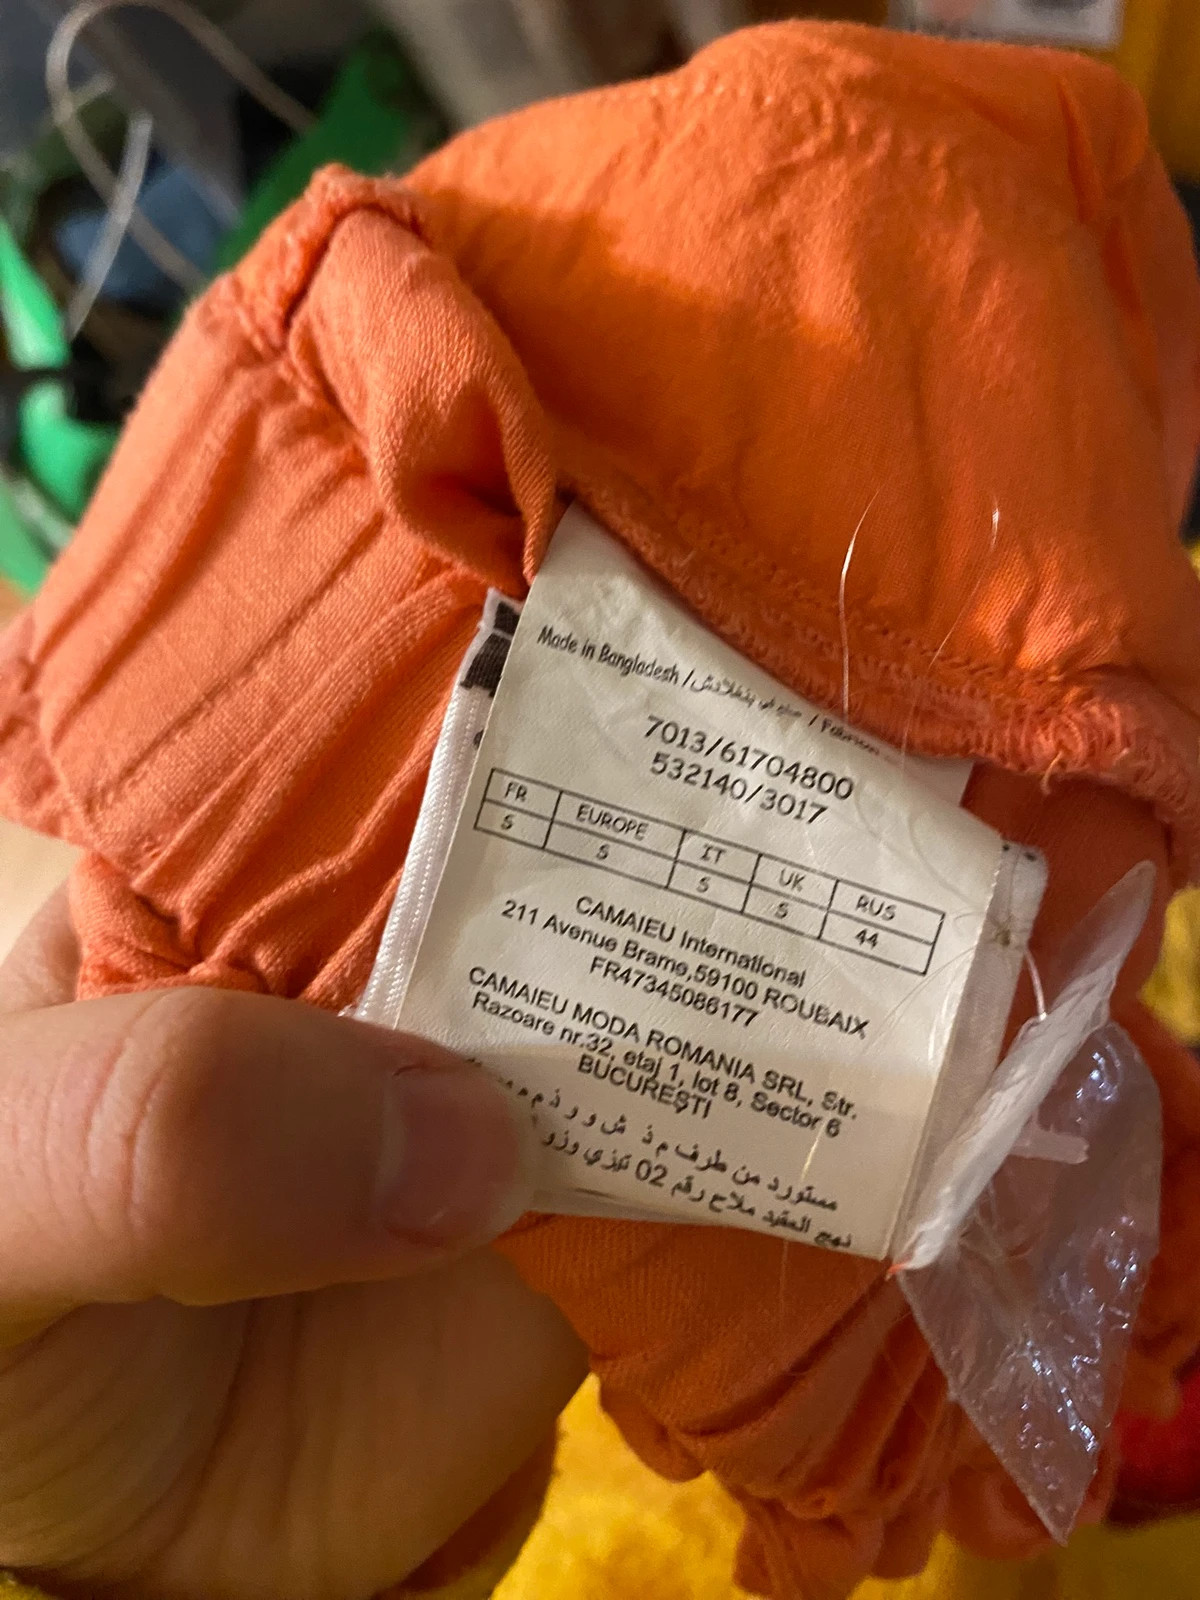 Made in Bangladesh / صنع في بنغلادش /
7013/61704800
532140/3017
FR EUROPE IT UK RUS
S S S S 44
CAMAIEU International
211 Avenue Brame,59100 ROUBAIX
FR47345086177
CAMAIEU MODA ROMANIA SRL, Str.
Razoare nr.32, etaj 1, lot 8, Sector 6
BUCUREŞTI
مستورد من طرف م ذ ش و ر ذ م م
نهج العقيد ملاح رقم 02 تيزي وزو